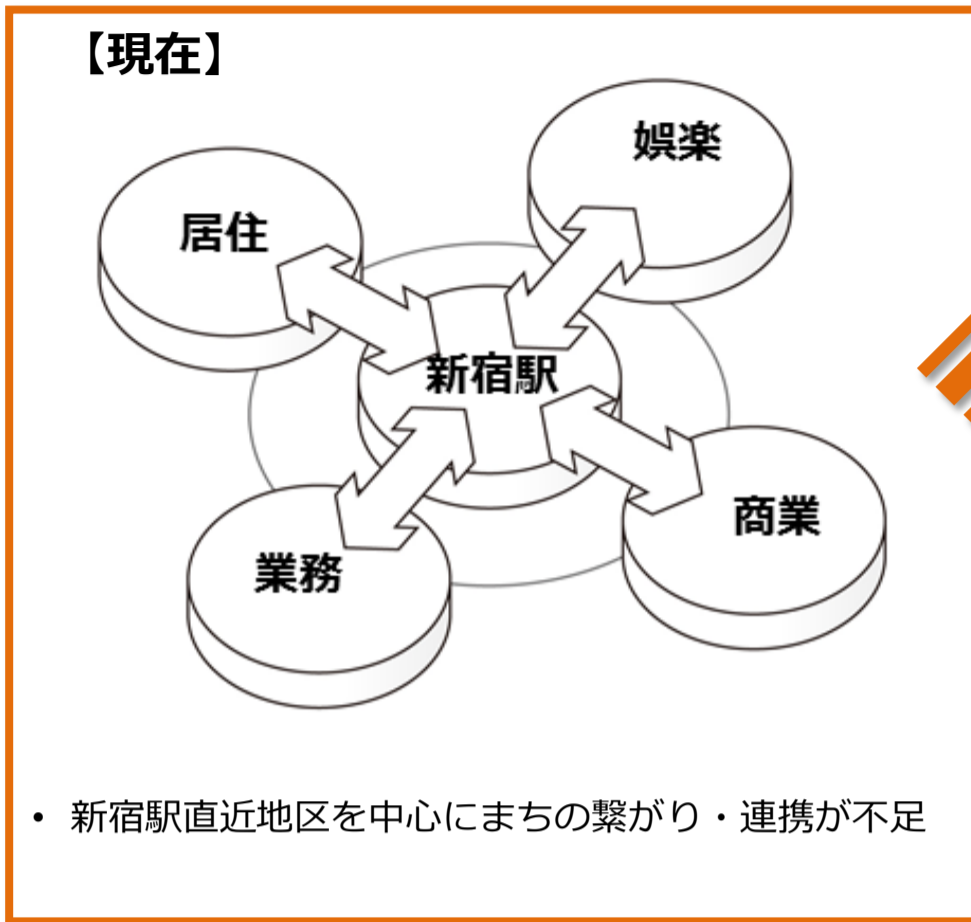 【現在】
娯楽
居住
新宿駅
商業
業務
• 新宿駅直近地区を中心にまちの繋がり・連携が不足